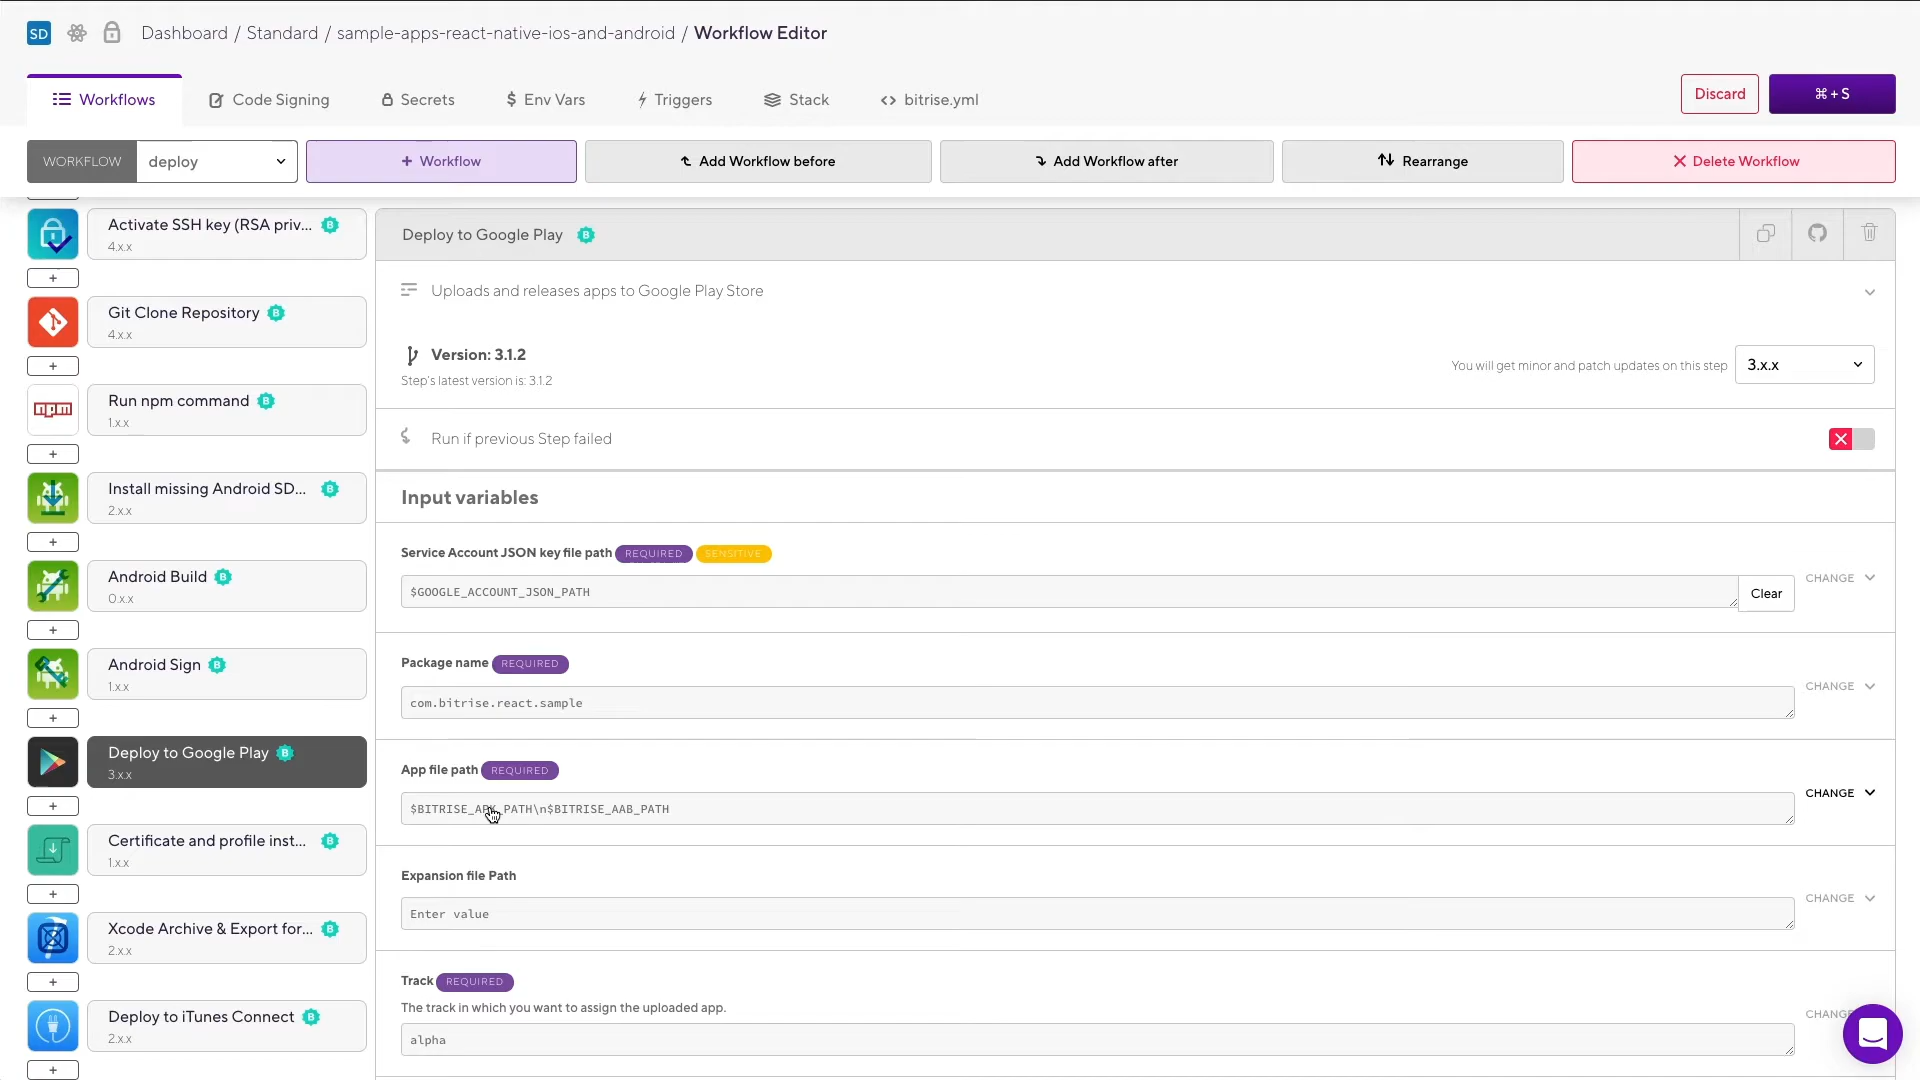 SD Dashboard / Standard / sample-apps-react-native-ios-and-android / Workflow Editor
Workflows Code Signing Secrets $ Env Vars Triggers Stack <> bitrise.yml Discard ⌘+S
WORKFLOW deploy + Workflow Add Workflow before Add Workflow after Rearrange Delete Workflow
Activate SSH key (RSA priv... B
4.x.x
+
Git Clone Repository B
4.x.x
+
npm Run npm command B
1.x.x
+
Install missing Android SD... B
2.x.x
+
Android Build B
0.x.x
+
Android Sign B
1.x.x
+
Deploy to Google Play B
3.x.x
+
Certificate and profile inst... B
1.x.x
+
Xcode Archive & Export for... B
2.x.x
+
Deploy to iTunes Connect B
2.x.x
+
Deploy to Google Play B
Uploads and releases apps to Google Play Store
Version: 3.1.2
Step's latest version is: 3.1.2
You will get minor and patch updates on this step 3.x.x
Run if previous Step failed
Input variables
Service Account JSON key file path REQUIRED SENSITIVE
CHANGE
$GOOGLE_ACCOUNT_JSON_PATH Clear
Package name REQUIRED
CHANGE
com.bitrise.react.sample
App file path REQUIRED
CHANGE
$BITRISE_APK_PATH\n$BITRISE_AAB_PATH
Expansion file Path
CHANGE
Enter value
Track REQUIRED
The track in which you want to assign the uploaded app.
CHANGE
alpha